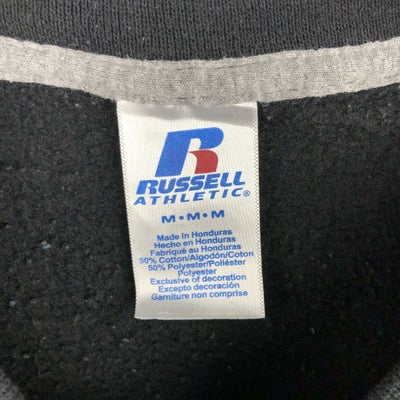 R
RUSSELL
ATHLETIC®
M • M • M
Made in Honduras
Hecho en Honduras
Fabriqué au Honduras
50% Cotton/Algodón/Coton
50% Polyester/Poliéster
Polyester
Exclusive of decoration
Excepto decoración
Garniture non comprise